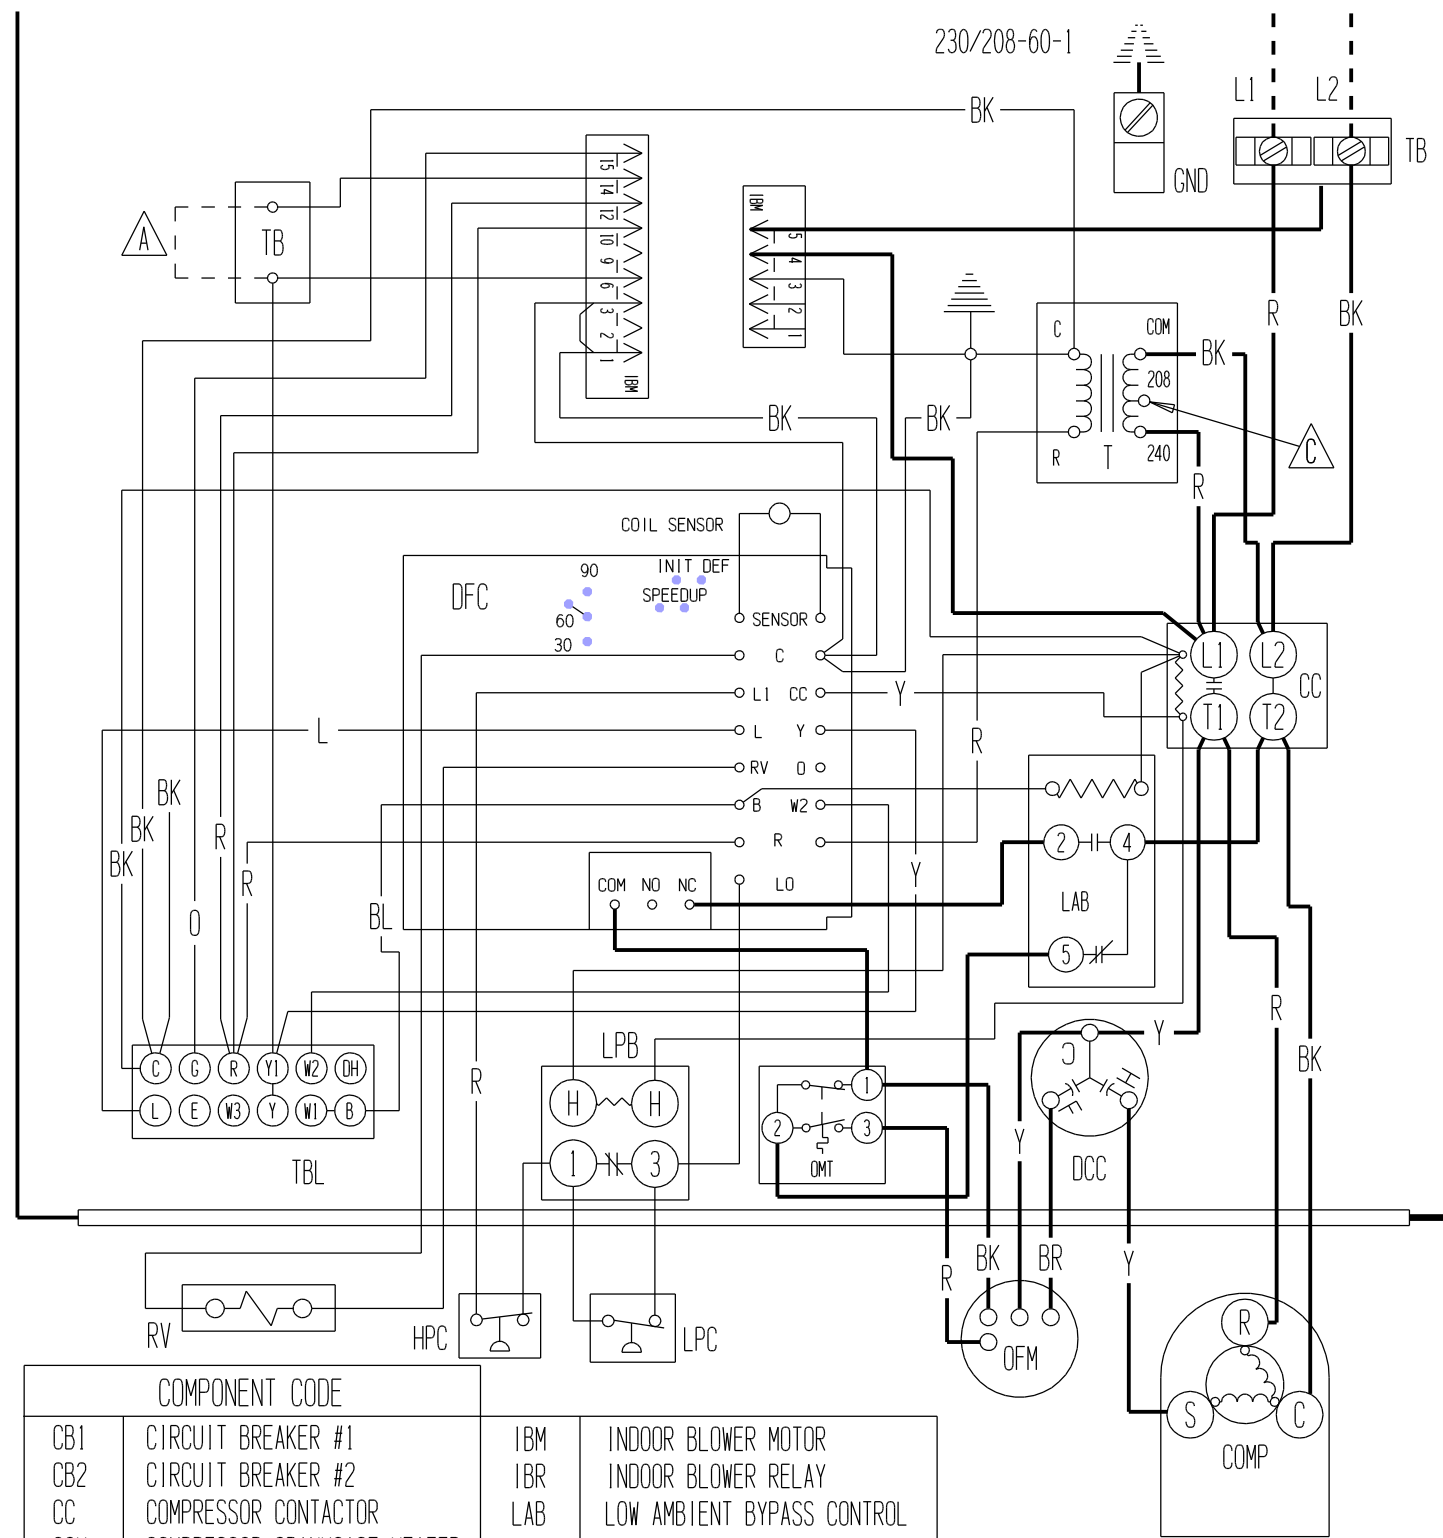 230/208-60-1
L1
L2
BK
TB
GND
15
14
12
10
9
6
3
2
1
IBM
IBM
5
4
3
2
1
A
TB
R
BK
C
COM
BK
208
R
T
240
C
R
BK
BK
COIL SENSOR
INIT DEF
SPEEDUP
90
60
30
DFC
SENSOR
C
L1
CC
L
Y
RV
O
B
W2
R
LO
Y
L
R
Y
L1
L2
T1
T2
CC
BK
BK
BK
R
R
O
BL
COM
NO
NC
2
4
LAB
5
C
G
R
Y1
W2
DH
L
E
W3
Y
W1
B
TBL
R
LPB
H
H
1
3
1
2
3
OMT
C
F
H
DCC
Y
R
BK
Y
BK
BR
R
Y
RV
HPC
LPC
OFM
R
S
C
COMP
COMPONENT CODE
CB1 CIRCUIT BREAKER #1
CB2 CIRCUIT BREAKER #2
CC COMPRESSOR CONTACTOR
IBM INDOOR BLOWER MOTOR
IBR INDOOR BLOWER RELAY
LAB LOW AMBIENT BYPASS CONTROL